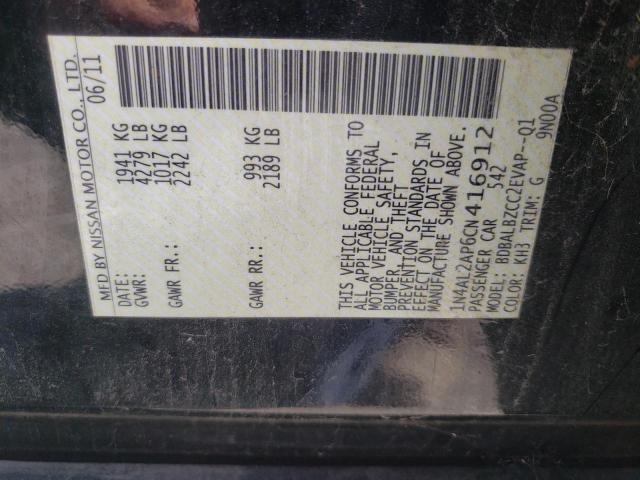 MFD BY NISSAN MOTOR CO., LTD.
DATE: 06/11
GVWR: 1941 KG
4279 LB
GAWR FR.: 1017 KG
2242 LB
GAWR RR.: 993 KG
2189 LB
THIS VEHICLE CONFORMS TO
ALL APPLICABLE FEDERAL
MOTOR VEHICLE SAFETY,
BUMPER, AND THEFT
PREVENTION STANDARDS IN
EFFECT ON THE DATE OF
MANUFACTURE SHOWN ABOVE.
1N4AL2AP6CN416912
PASSENGER CAR 542
MODEL: BDBALBZCC2EVAP--Q1
COLOR: KH3 TRIM: G 9N00A